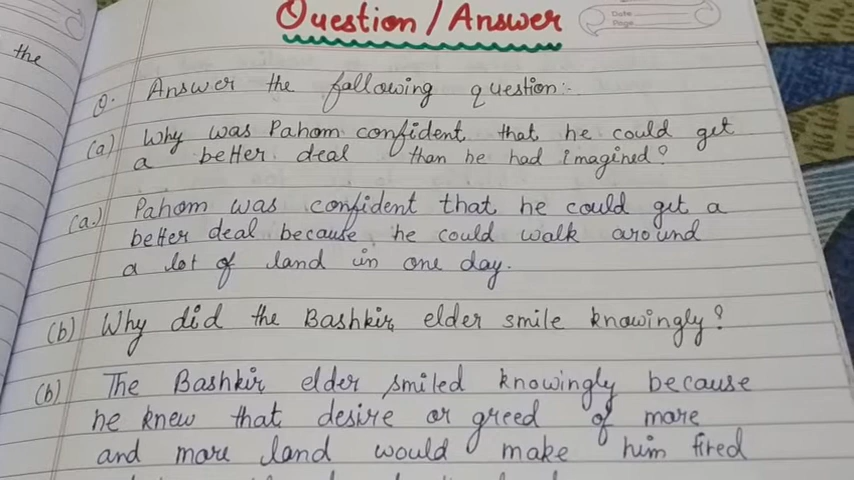 Question / Answer
Date
Page
the
Q. Answer the following question:-
(a) Why was Pahom confident that he could get
a better deal than he had imagined?
(a.) Pahom was confident that he could get a
better deal because he could walk around
a lot of land in one day.
(b) Why did the Bashkir elder smile knowingly?
(b) The Bashkir elder smiled knowingly because
he knew that desire or greed of more
and more land would make him tired